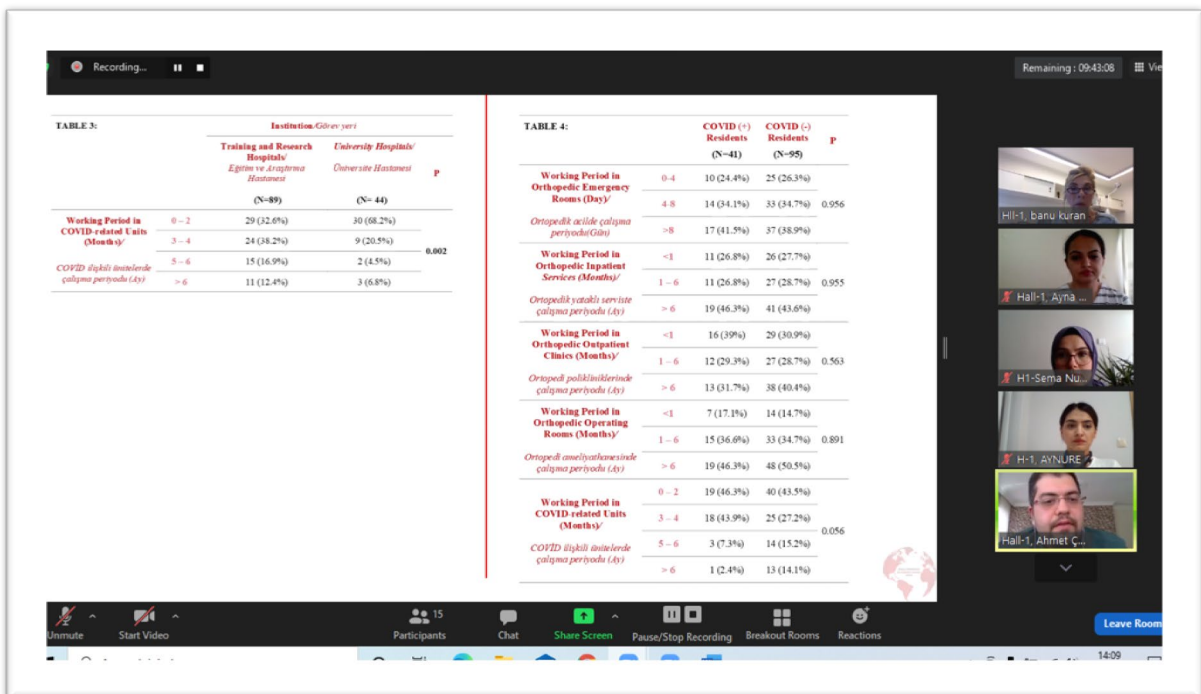 Recording...
Remaining : 09:43:08
Vie
TABLE 3:
Institution/Görev yeri
Training and Research Hospitals/
Eğitim ve Araştırma Hastanesi
University Hospitals/
Üniversite Hastanesi
P
(N=89)
(N= 44)
Working Period in COVID-related Units (Months)/
COVİD ilişkili ünitelerde çalışma periyodu (Ay)
0 – 2 29 (32.6%) 30 (68.2%)
3 – 4 24 (38.2%) 9 (20.5%)
0.002
5 – 6 15 (16.9%) 2 (4.5%)
> 6 11 (12.4%) 3 (6.8%)
TABLE 4:
COVID (+) Residents
COVID (-) Residents
P
(N=41)
(N=95)
Working Period in Orthopedic Emergency Rooms (Day)/
Ortopedik acilde çalışma periyodu(Gün)
0-4 10 (24.4%) 25 (26.3%)
4-8 14 (34.1%) 33 (34.7%) 0.956
>8 17 (41.5%) 37 (38.9%)
Working Period in Orthopedic Inpatient Services (Months)/
Ortopedik yataklı serviste çalışma periyodu (Ay)
<1 11 (26.8%) 26 (27.7%)
1 – 6 11 (26.8%) 27 (28.7%) 0.955
> 6 19 (46.3%) 41 (43.6%)
Working Period in Orthopedic Outpatient Clinics (Months)/
Ortopedi polikliniklerinde çalışma periyodu (Ay)
<1 16 (39%) 29 (30.9%)
1 – 6 12 (29.3%) 27 (28.7%) 0.563
> 6 13 (31.7%) 38 (40.4%)
Working Period in Orthopedic Operating Rooms (Months)/
Ortopedi ameliyathanesinde çalışma periyodu (Ay)
<1 7 (17.1%) 14 (14.7%)
1 – 6 15 (36.6%) 33 (34.7%) 0.891
> 6 19 (46.3%) 48 (50.5%)
Working Period in COVID-related Units (Months)/
COVİD ilişkili ünitelerde çalışma periyodu (Ay)
0 – 2 19 (46.3%) 40 (43.5%)
3 – 4 18 (43.9%) 25 (27.2%)
0.056
5 – 6 3 (7.3%) 14 (15.2%)
> 6 1 (2.4%) 13 (14.1%)
Hll-1, banu kuran
Hall-1, Ayna ...
H1-Sema Nu...
H-1, AYNURE
Hall-1, Ahmet Ç...
Unmute
Start Video
15
Participants
Chat
Share Screen
Pause/Stop Recording
Breakout Rooms
Reactions
Leave Room
14:09